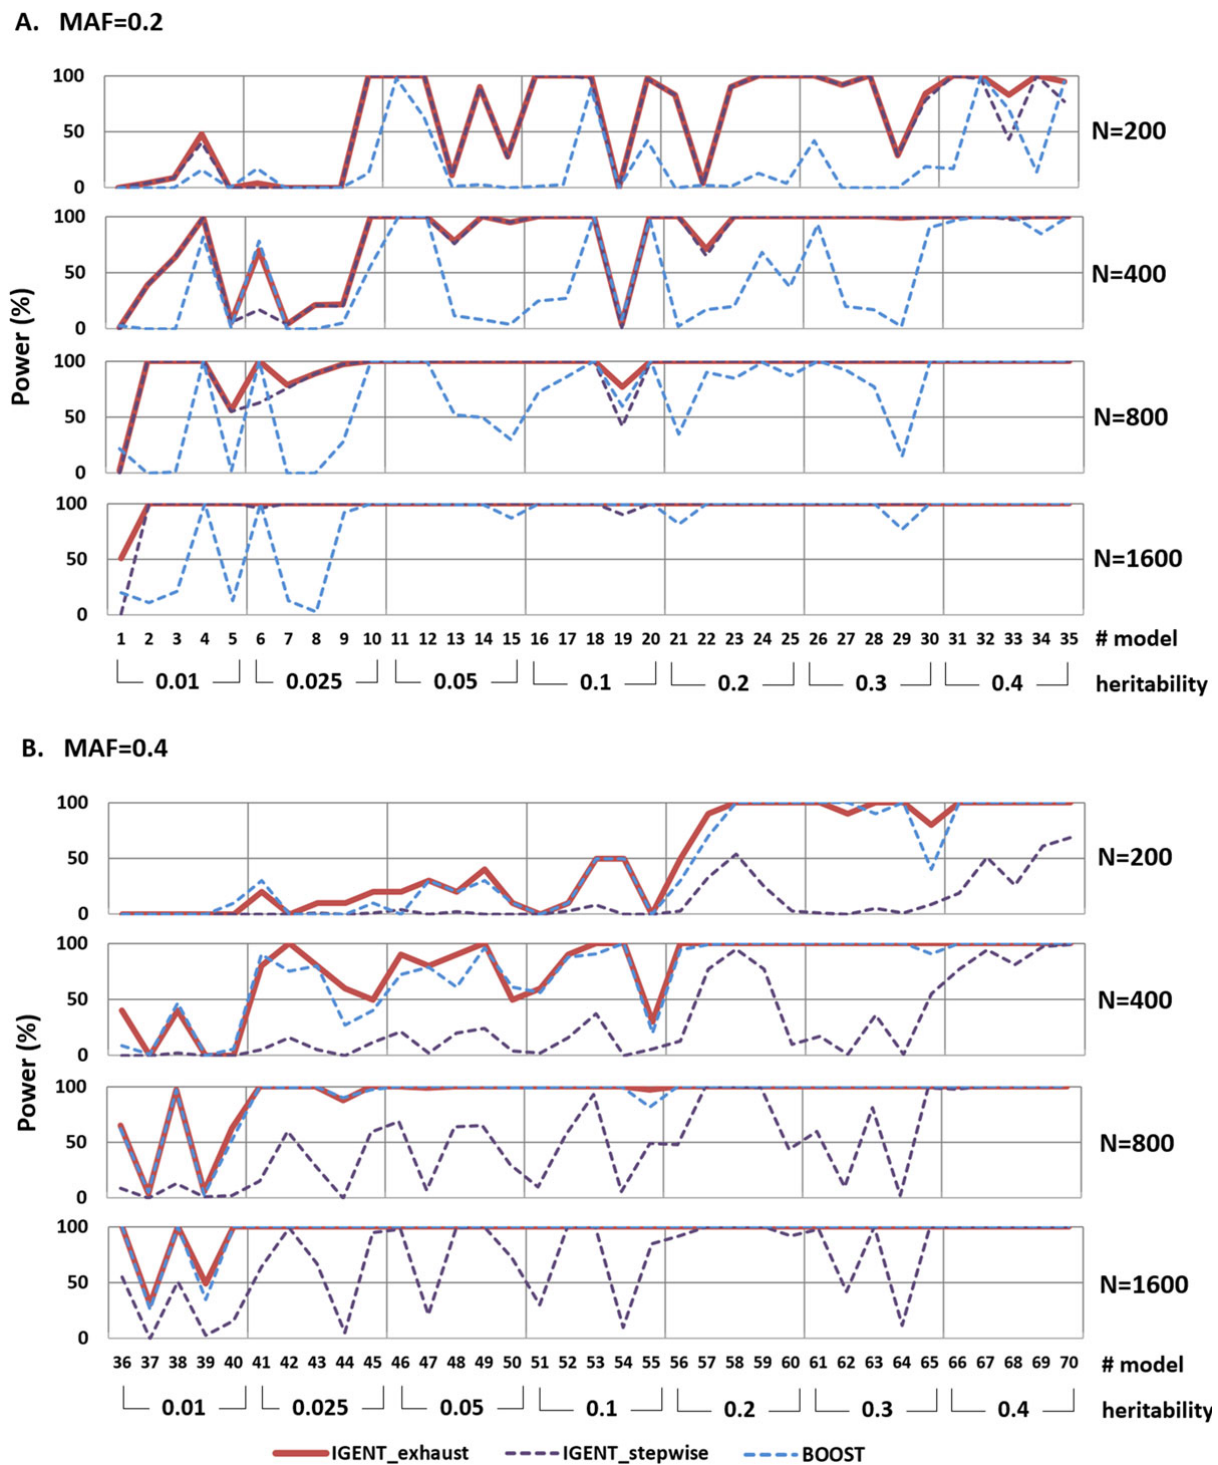 A. MAF=0.2
100
50
0
N=200
100
50
0
N=400
100
50
0
N=800
100
50
0
N=1600
Power (%)
1 2 3 4 5 6 7 8 9 10 11 12 13 14 15 16 17 18 19 20 21 22 23 24 25 26 27 28 29 30 31 32 33 34 35 # model
0.01 0.025 0.05 0.1 0.2 0.3 0.4 heritability
B. MAF=0.4
100
50
0
N=200
100
50
0
N=400
100
50
0
N=800
100
50
0
N=1600
Power (%)
36 37 38 39 40 41 42 43 44 45 46 47 48 49 50 51 52 53 54 55 56 57 58 59 60 61 62 63 64 65 66 67 68 69 70 # model
0.01 0.025 0.05 0.1 0.2 0.3 0.4 heritability
IGENT_exhaust IGENT_stepwise BOOST